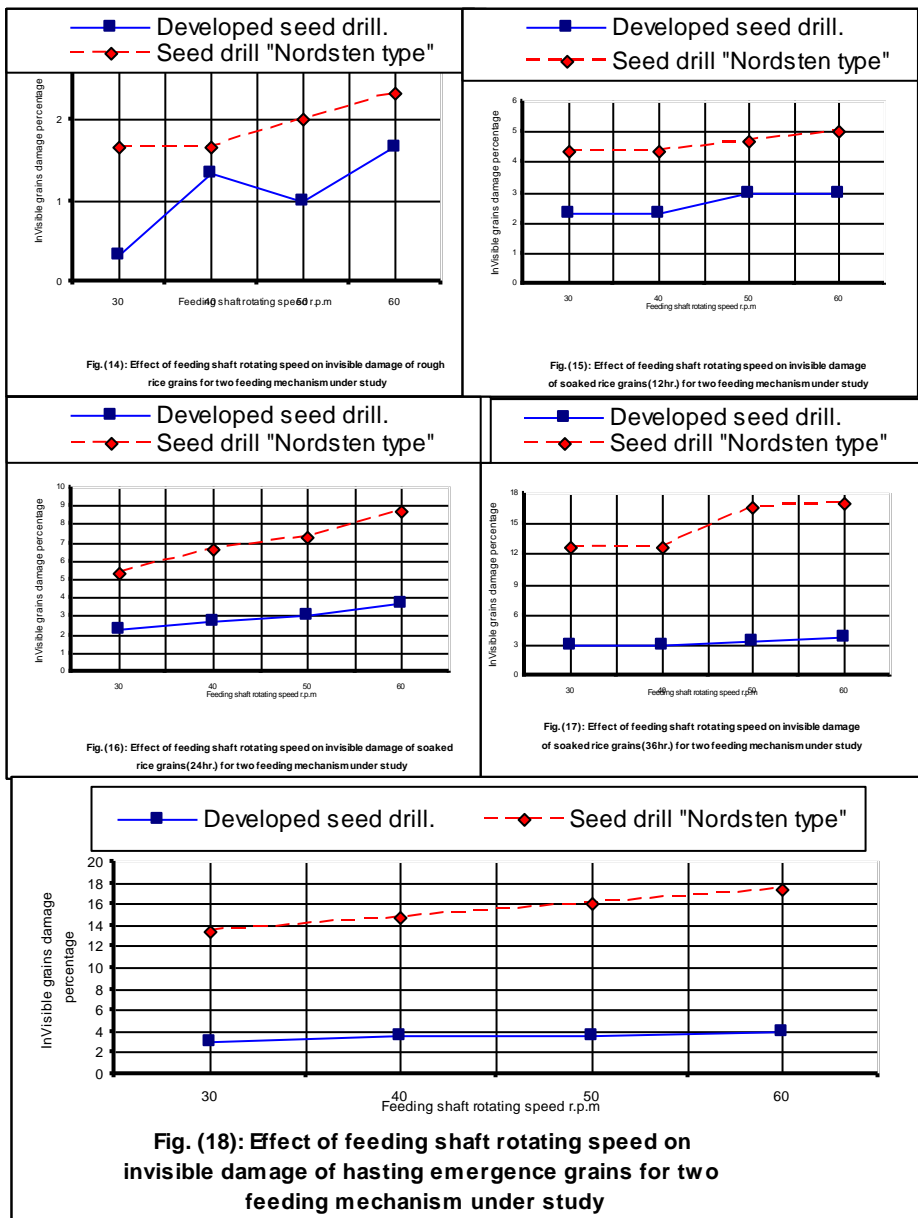 Developed seed drill.
Seed drill "Nordsten type"
InVisible grains damage percentage
2
1
0
30
40
50
60
Feeding shaft rotating speed r.p.m
Fig. (14): Effect of feeding shaft rotating speed on invisible damage of rough
rice grains for two feeding mechanism under study
Developed seed drill.
Seed drill "Nordsten type"
InVisible grains damage percentage
6
5
4
3
2
1
0
30
40
50
60
Feeding shaft rotating speed r.p.m
Fig. (15): Effect of feeding shaft rotating speed on invisible damage
of soaked rice grains(12hr.) for two feeding mechanism under study
Developed seed drill.
Seed drill "Nordsten type"
InVisible grains damage percentage
10
9
8
7
6
5
4
3
2
1
0
30
40
50
60
Feeding shaft rotating speed r.p.m
Fig. (16): Effect of feeding shaft rotating speed on invisible damage of soaked
rice grains(24hr.) for two feeding mechanism under study
Developed seed drill.
Seed drill "Nordsten type"
InVisible grains damage percentage
18
15
12
9
6
3
0
30
40
50
60
Feeding shaft rotating speed r.p.m
Fig. (17): Effect of feeding shaft rotating speed on invisible damage
of soaked rice grains(36hr.) for two feeding mechanism under study
Developed seed drill.
Seed drill "Nordsten type"
InVisible grains damage
percentage
20
18
16
14
12
10
8
6
4
2
0
30
40
50
60
Feeding shaft rotating speed r.p.m
Fig. (18): Effect of feeding shaft rotating speed on
invisible damage of hasting emergence grains for two
feeding mechanism under study